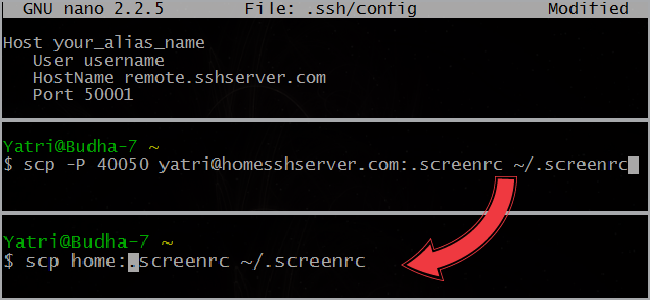 GNU nano 2.2.5 File: .ssh/config Modified
Host your_alias_name
User username
HostName remote.sshserver.com
Port 50001
Yatri@Budha-7 ~
$ scp -P 40050 yatri@homesshserver.com:.screenrc ~/.screenrc
Yatri@Budha-7 ~
$ scp home:.screenrc ~/.screenrc